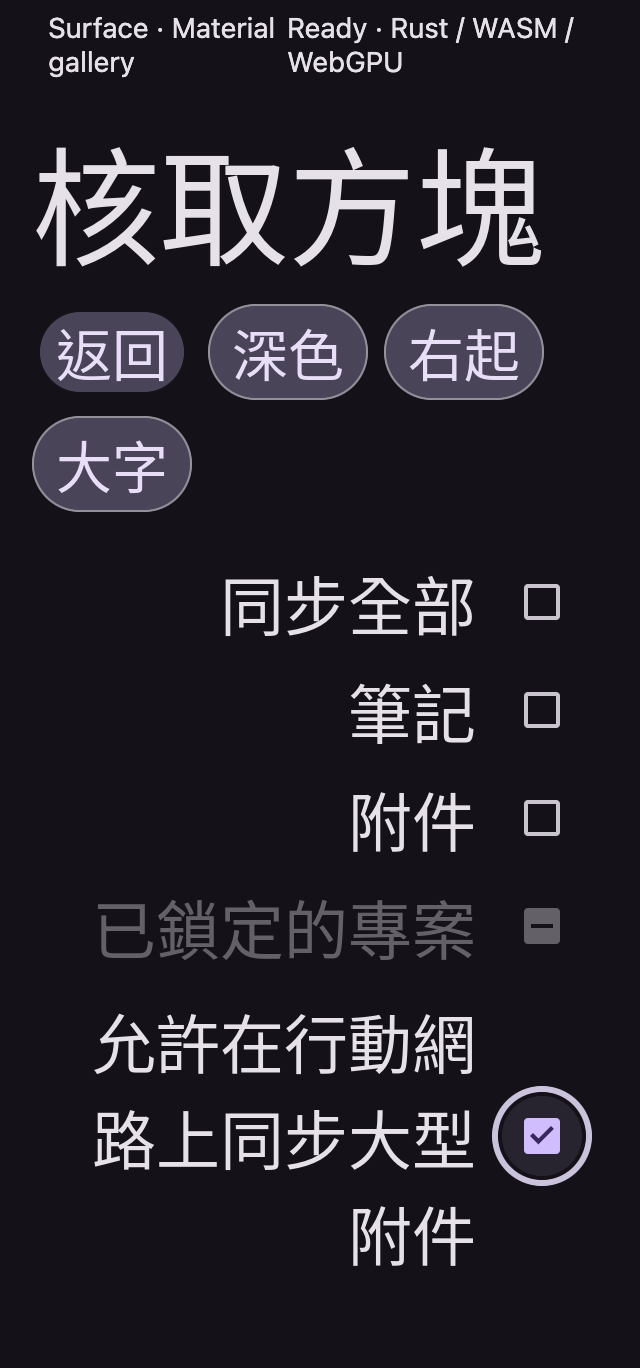 Surface · Material gallery
Ready · Rust / WASM / WebGPU
核取方塊
返回
深色
右起
大字
同步全部
筆記
附件
已鎖定的專案
允許在行動網
路上同步大型
附件